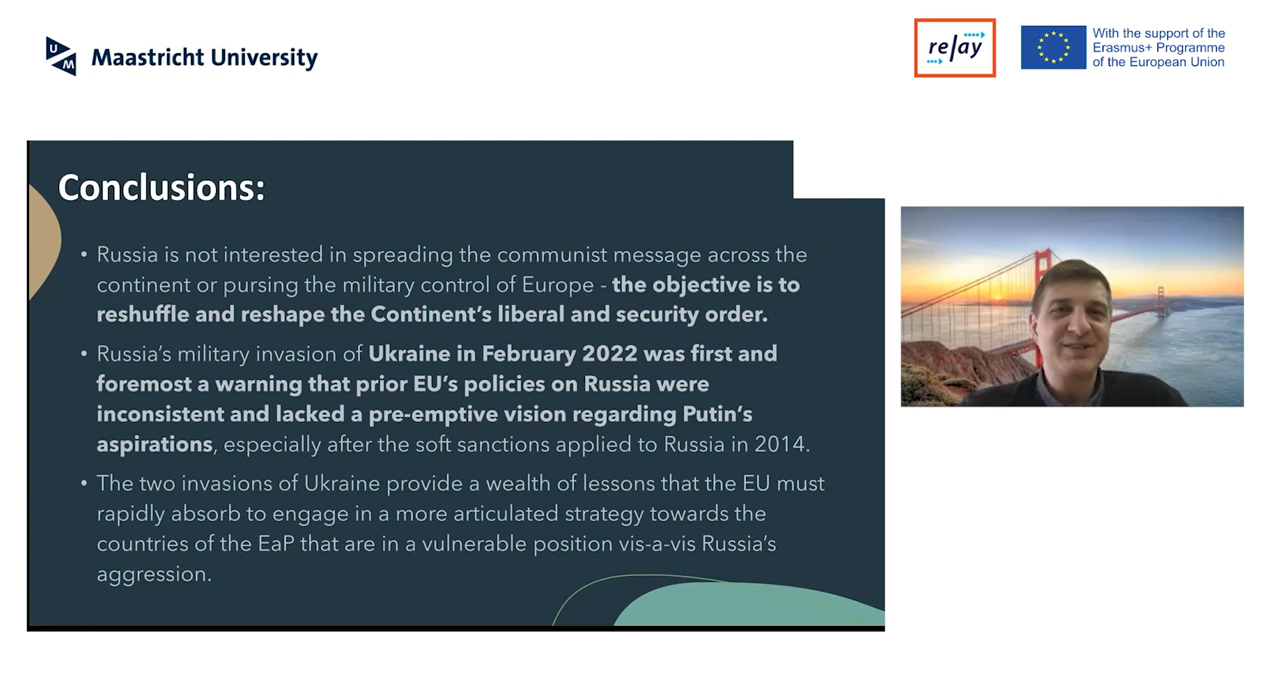 UM
Maastricht University
relay
With the support of the
Erasmus+ Programme
of the European Union
Conclusions:
• Russia is not interested in spreading the communist message across the
continent or pursing the military control of Europe - the objective is to
reshuffle and reshape the Continent's liberal and security order.
• Russia's military invasion of Ukraine in February 2022 was first and
foremost a warning that prior EU's policies on Russia were
inconsistent and lacked a pre-emptive vision regarding Putin's
aspirations, especially after the soft sanctions applied to Russia in 2014.
• The two invasions of Ukraine provide a wealth of lessons that the EU must
rapidly absorb to engage in a more articulated strategy towards the
countries of the EaP that are in a vulnerable position vis-a-vis Russia's
aggression.